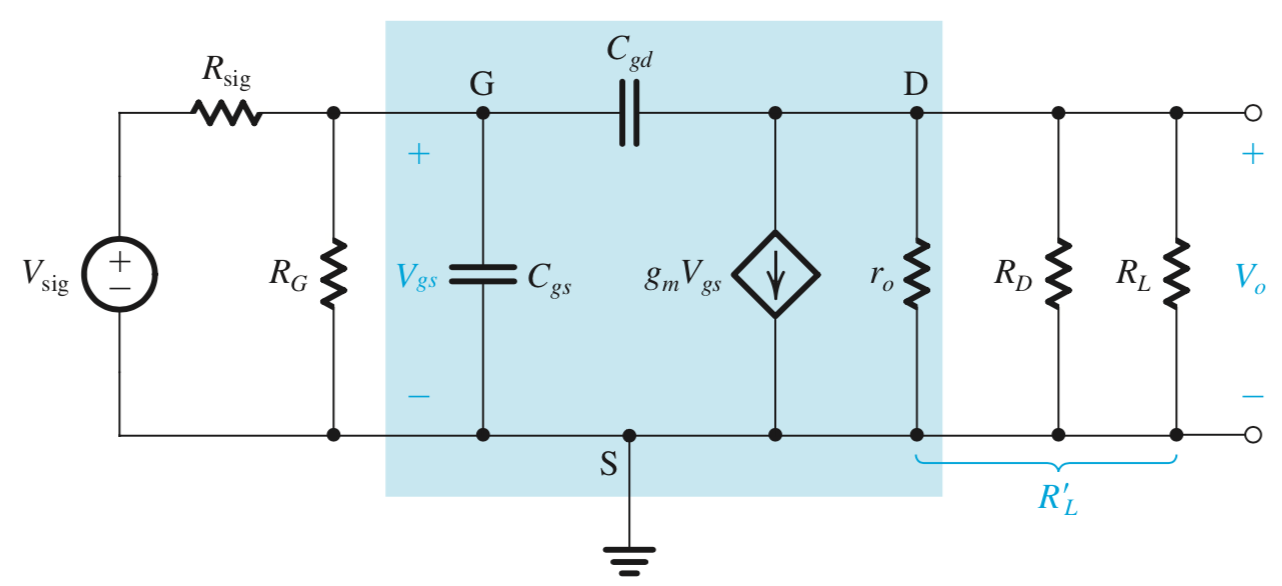 C_gd
R_sig
G
D
+
+
V_sig
+
−
R_G
V_gs
C_gs
g_m V_gs
r_o
R_D
R_L
V_o
−
−
S
R'_L